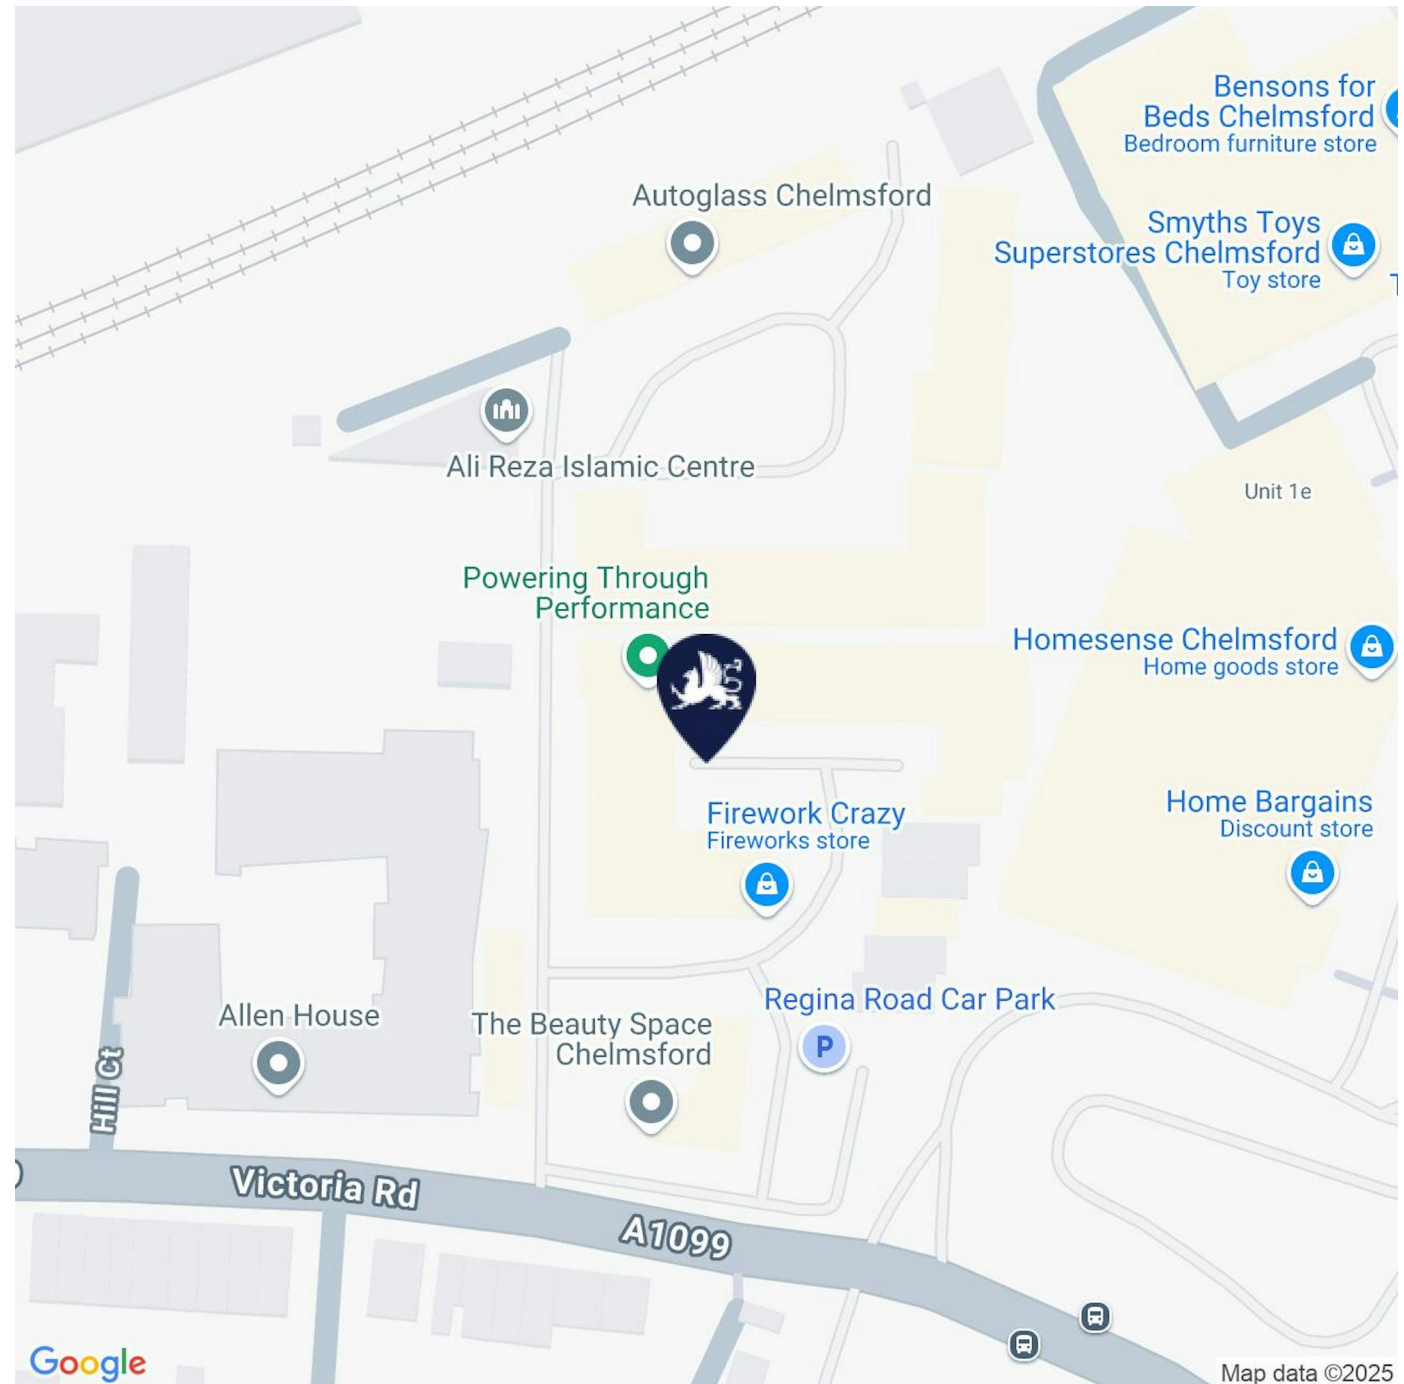 Bensons for
Beds Chelmsford
Bedroom furniture store
Autoglass Chelmsford
Smyths Toys
Superstores Chelmsford
Toy store
Ali Reza Islamic Centre
Unit 1e
Powering Through
Performance
Homesense Chelmsford
Home goods store
Firework Crazy
Fireworks store
Home Bargains
Discount store
Regina Road Car Park
P
Allen House
The Beauty Space
Chelmsford
Hill Ct
Victoria Rd
A1099
Google
Map data ©2025